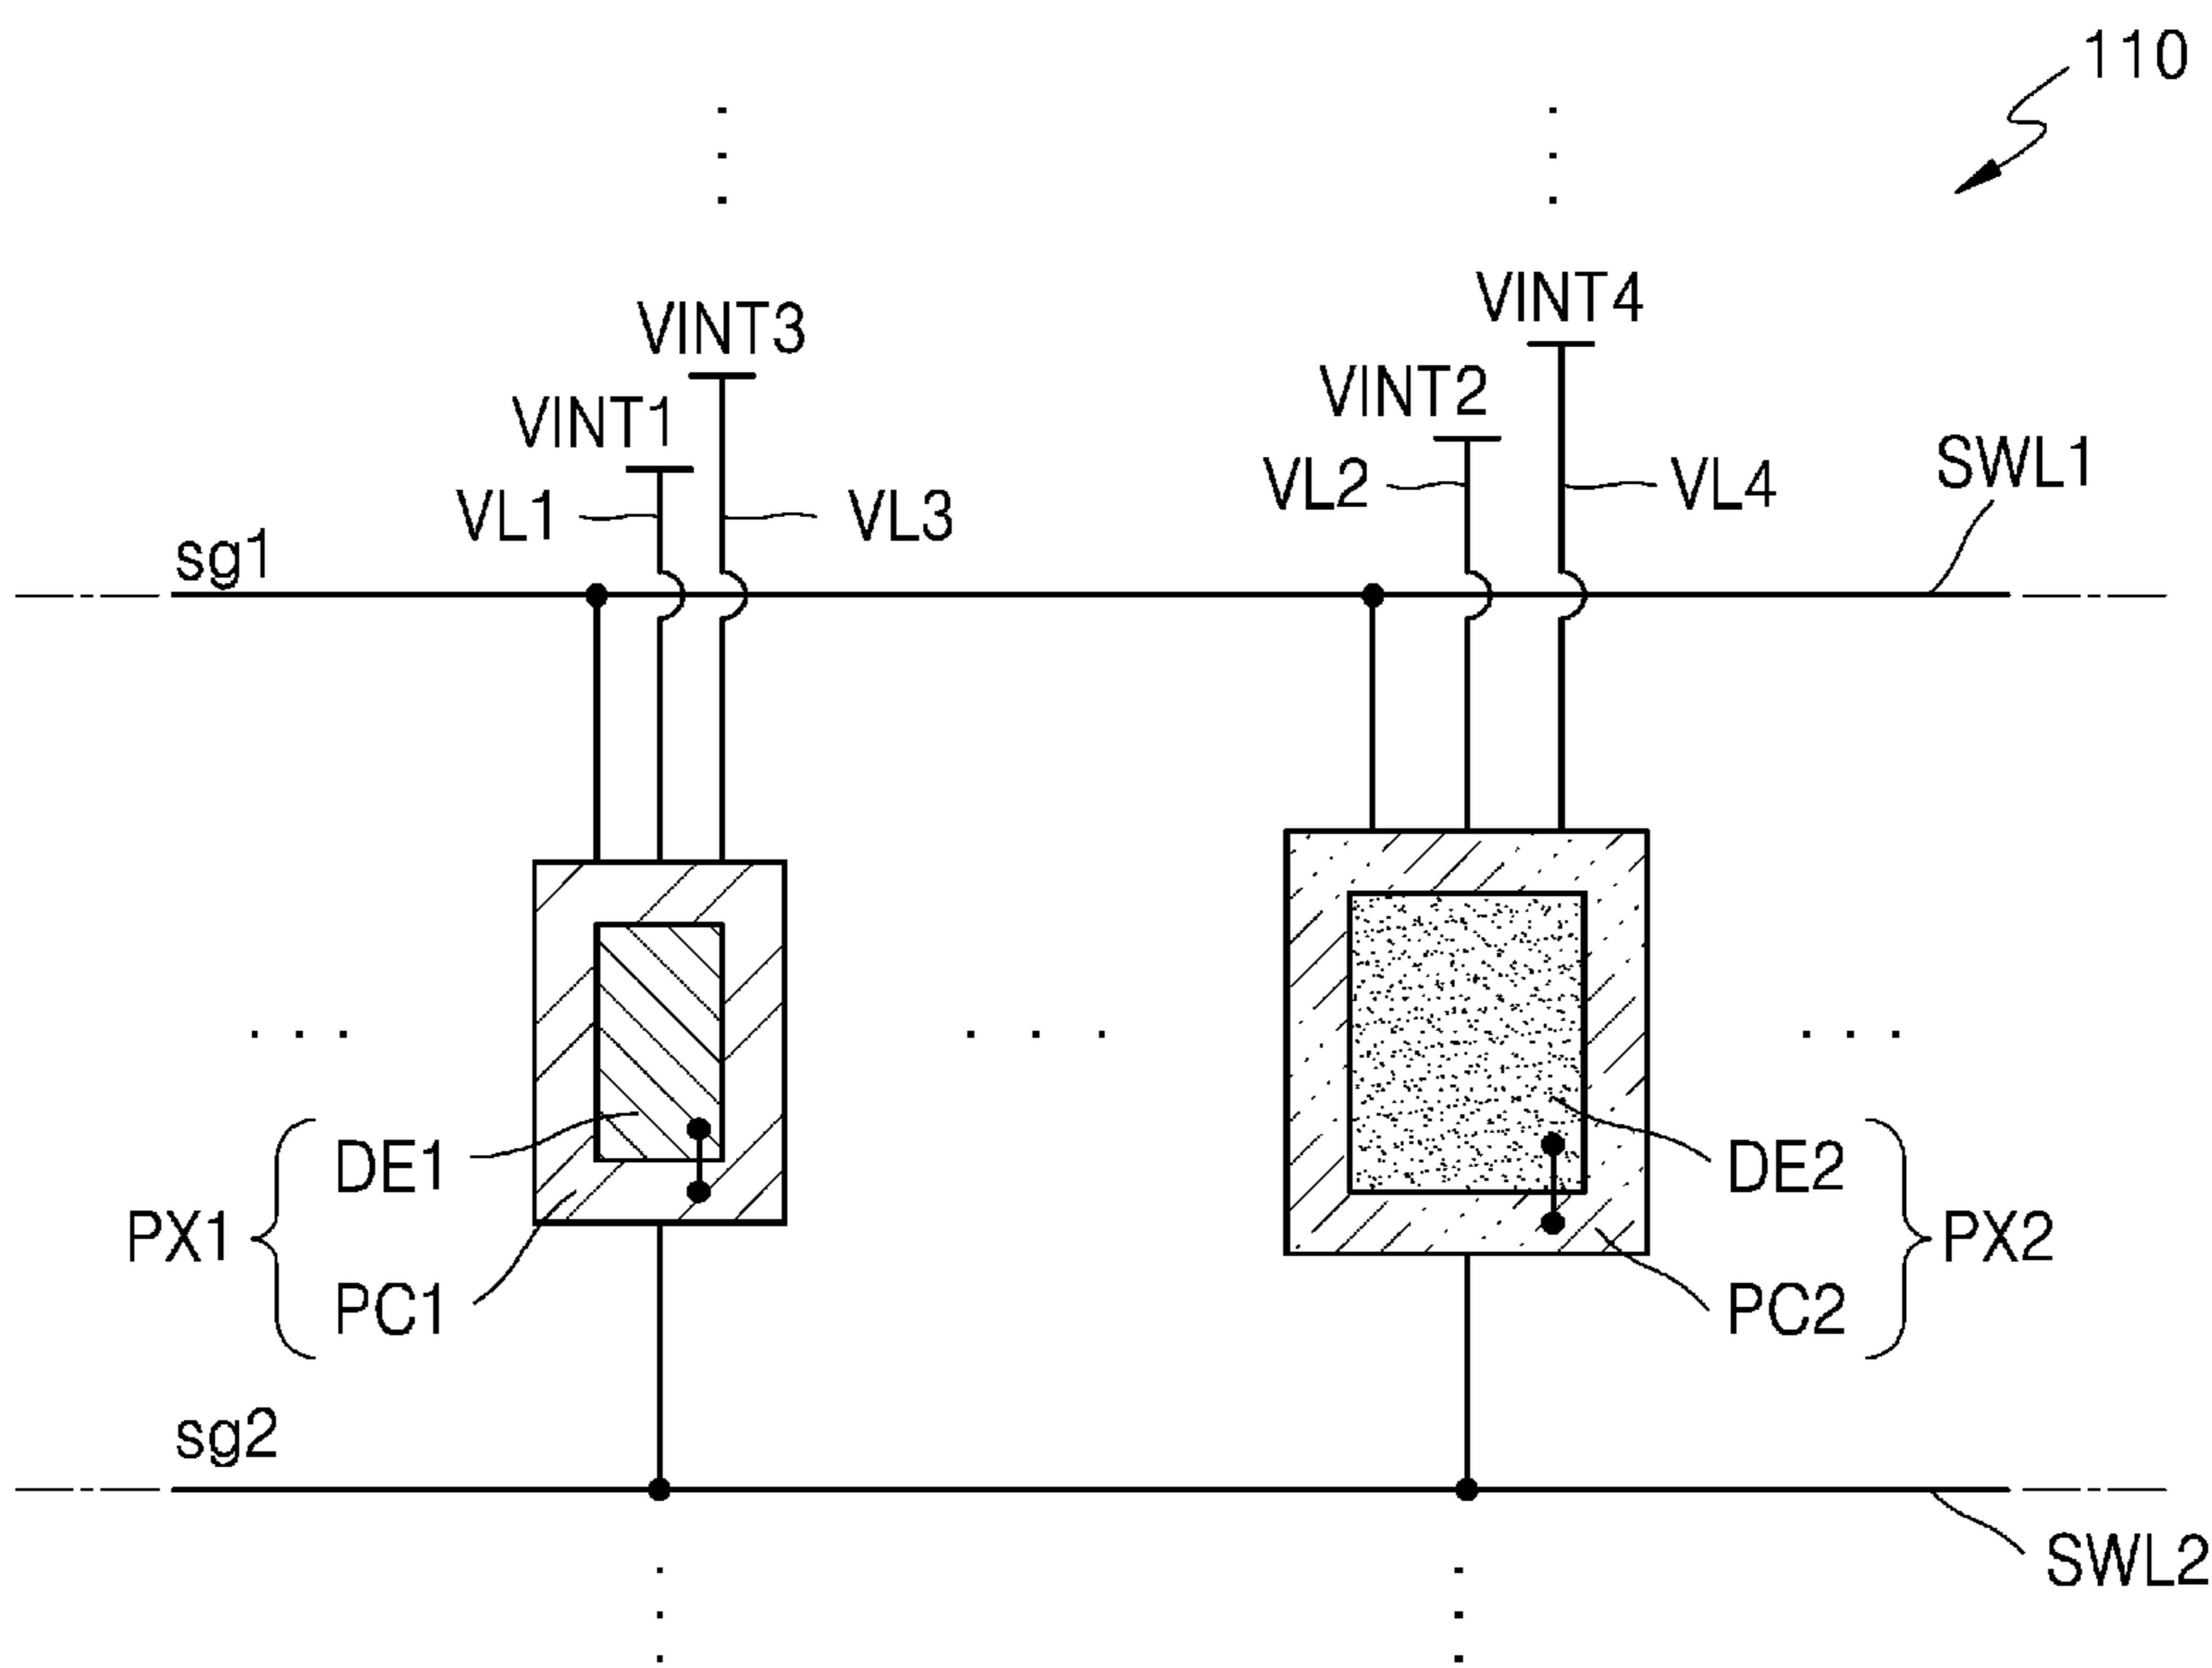 110
VINT4
VINT3
VINT2
VINT1
SWL1
VL2
VL4
VL1
VL3
sg1
DE1
DE2
PX1
PX2
PC1
PC2
sg2
SWL2